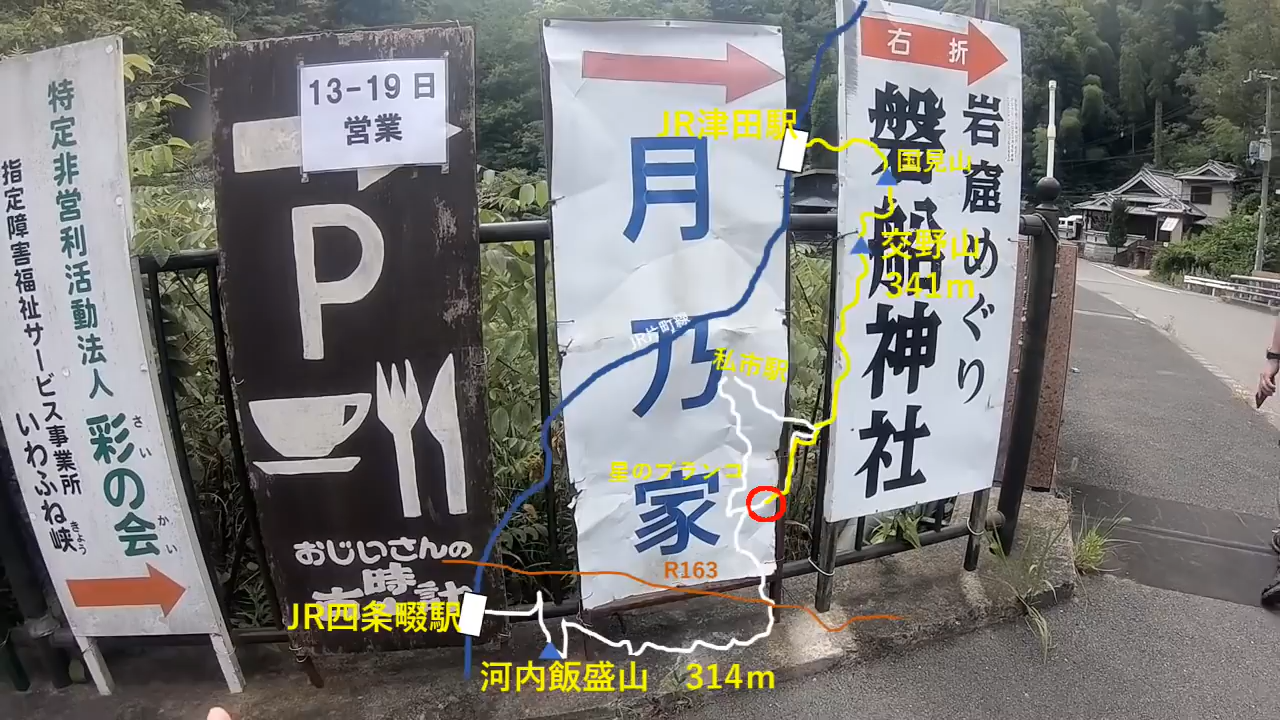 特定非営利活動法人 彩の会
さい
かい
指定障害福祉サービス事業所
いわふね峡
きょう
13-19 日
営業
P
おじいさんの
時計
月乃家
右折
岩窟めぐり
磐船神社
JR津田駅
国見山
交野山
341m
JR片町線
私市駅
星のブランコ
R163
JR四条畷駅
河内飯盛山 314m